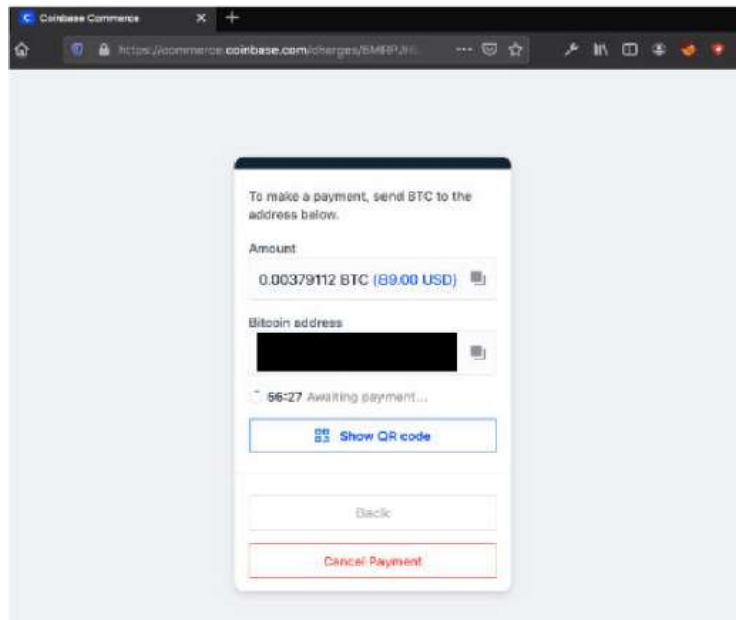 Coinbase Commerce
https://commerce.coinbase.com/charges/
To make a payment, send BTC to the
address below.
Amount
0.00379112 BTC (89.00 USD)
Bitcoin address
56:27 Awaiting payment...
Show QR code
Back
Cancel Payment